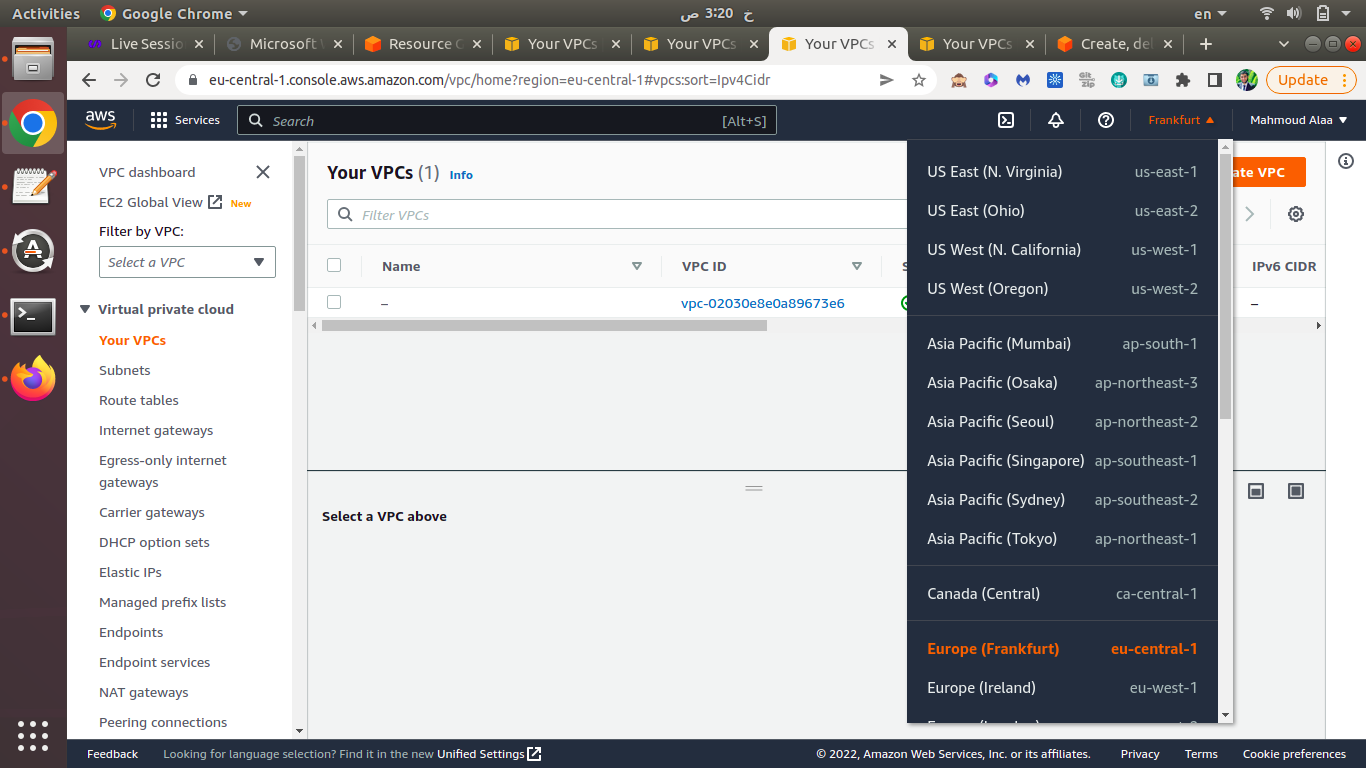 Activities
Google Chrome
خ 3:20 ص
en
Live Sessio
Microsoft
Resource G
Your VPCs
Your VPCs
Your VPCs
Your VPCs
Create, del
eu-central-1.console.aws.amazon.com/vpc/home?region=eu-central-1#vpcs:sort=Ipv4Cidr
Git
Zip
Update
aws
Services
Search
[Alt+S]
Frankfurt
Mahmoud Alaa
VPC dashboard
EC2 Global View
New
Filter by VPC:
Select a VPC
Virtual private cloud
Your VPCs
Subnets
Route tables
Internet gateways
Egress-only internet
gateways
Carrier gateways
DHCP option sets
Elastic IPs
Managed prefix lists
Endpoints
Endpoint services
NAT gateways
Peering connections
Your VPCs (1)
Info
ate VPC
Filter VPCs
Name
VPC ID
S
IPv6 CIDR
–
vpc-02030e8e0a89673e6
–
Select a VPC above
US East (N. Virginia) us-east-1
US East (Ohio) us-east-2
US West (N. California) us-west-1
US West (Oregon) us-west-2
Asia Pacific (Mumbai) ap-south-1
Asia Pacific (Osaka) ap-northeast-3
Asia Pacific (Seoul) ap-northeast-2
Asia Pacific (Singapore) ap-southeast-1
Asia Pacific (Sydney) ap-southeast-2
Asia Pacific (Tokyo) ap-northeast-1
Canada (Central) ca-central-1
Europe (Frankfurt) eu-central-1
Europe (Ireland) eu-west-1
Feedback
Looking for language selection? Find it in the new Unified Settings
© 2022, Amazon Web Services, Inc. or its affiliates.
Privacy
Terms
Cookie preferences